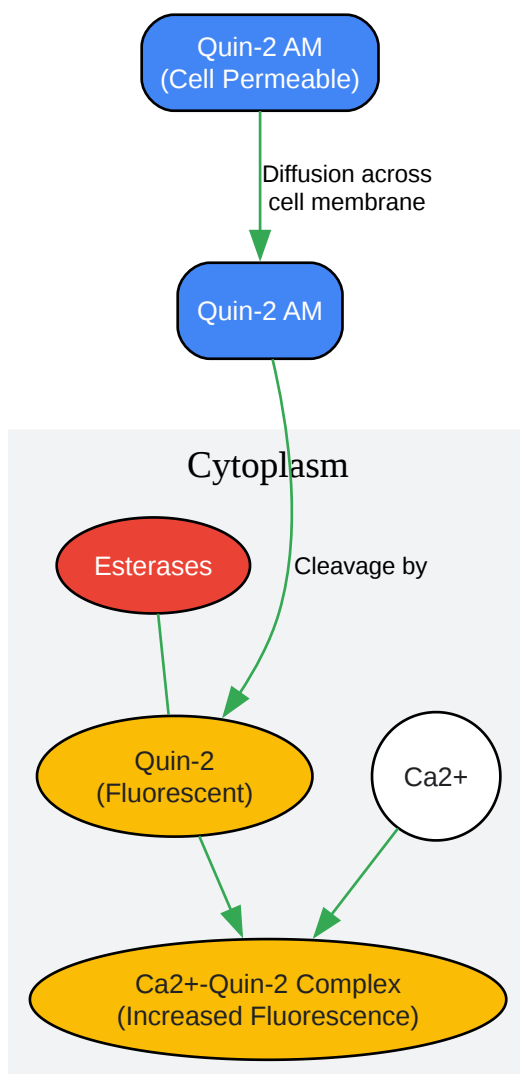 Quin-2 AM
(Cell Permeable)
Diffusion across
cell membrane
Quin-2 AM
Cytoplasm
Esterases
Cleavage by
Quin-2
(Fluorescent)
Ca2+
Ca2+-Quin-2 Complex
(Increased Fluorescence)